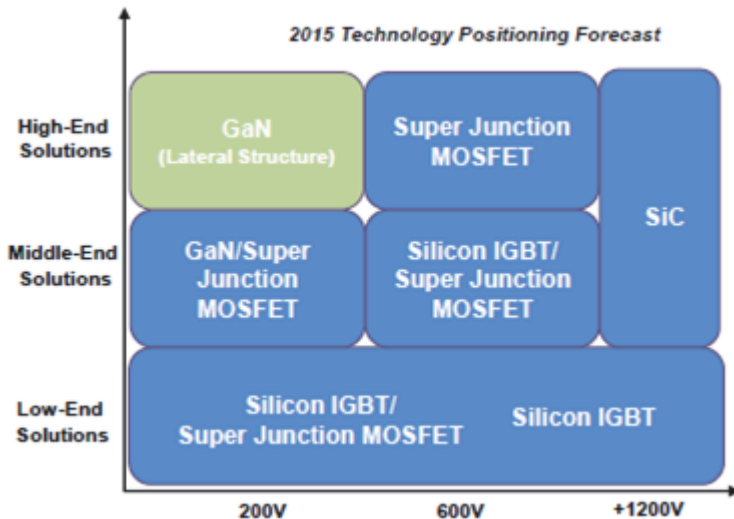 2015 Technology Positioning Forecast
High-End
Solutions
GaN
(Lateral Structure)
Super Junction
MOSFET
SiC
Middle-End
Solutions
GaN/Super
Junction
MOSFET
Silicon IGBT/
Super Junction
MOSFET
Low-End
Solutions
Silicon IGBT/
Super Junction MOSFET
Silicon IGBT
200V
600V
+1200V